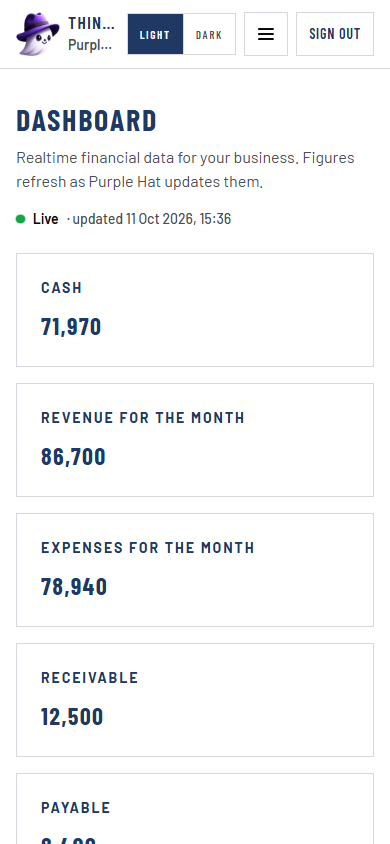 THIN...
Purpl...
LIGHT
DARK
SIGN OUT
DASHBOARD
Realtime financial data for your business. Figures
refresh as Purple Hat updates them.
Live · updated 11 Oct 2026, 15:36
CASH
71,970
REVENUE FOR THE MONTH
86,700
EXPENSES FOR THE MONTH
78,940
RECEIVABLE
12,500
PAYABLE